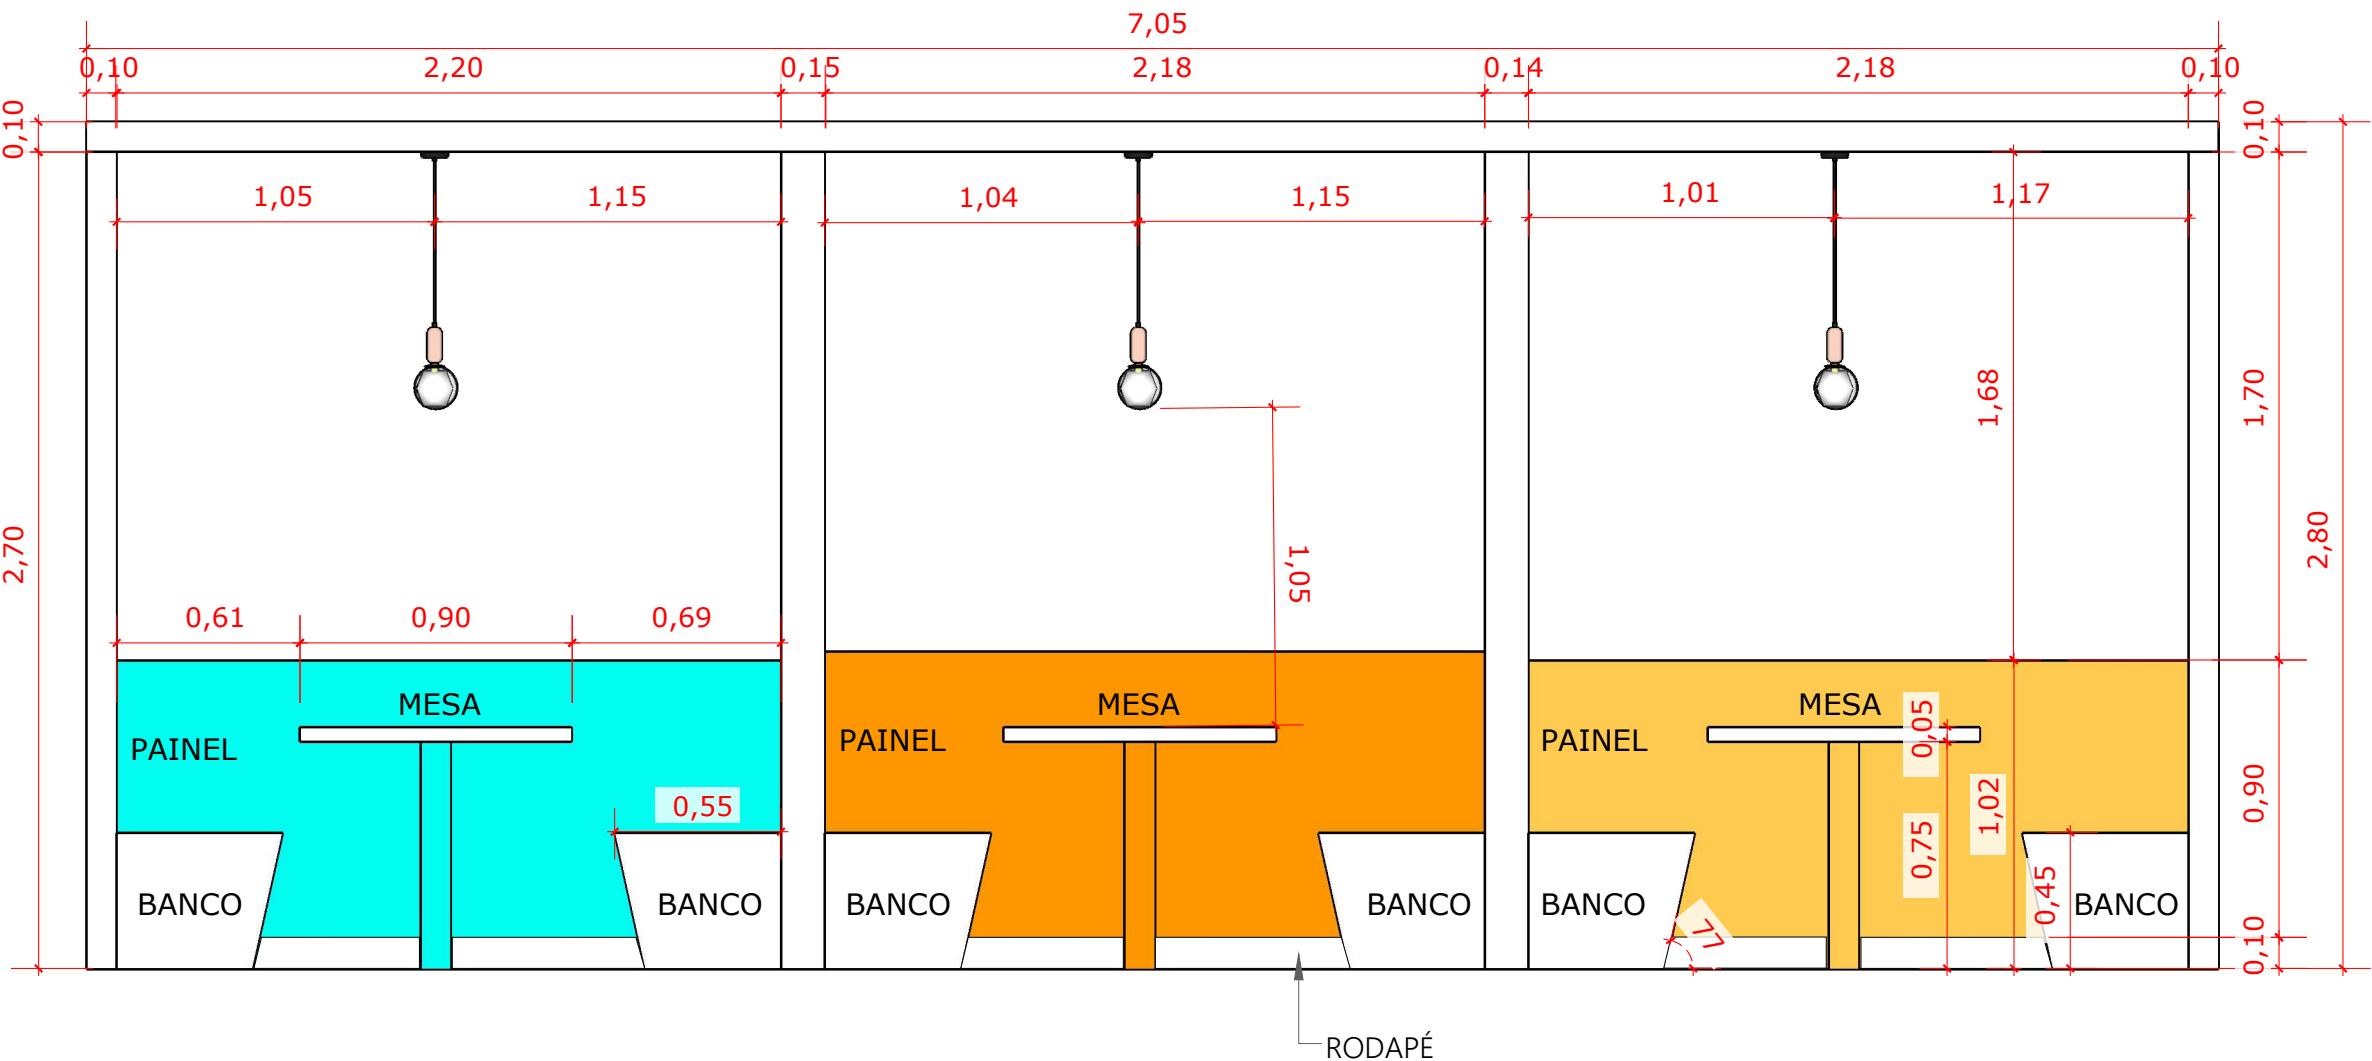 7,05
0,10 2,20 0,15 2,18 0,14 2,18 0,10
0,10 0,10
1,05 1,15 1,04 1,15 1,01 1,17
1,68 1,70
2,70 1,05 2,80
0,61 0,90 0,69
MESA MESA MESA
PAINEL PAINEL PAINEL 0,05
0,55 1,02 0,90
0,75
BANCO BANCO BANCO BANCO BANCO 0,45 BANCO
77 0,10
RODAPÉ